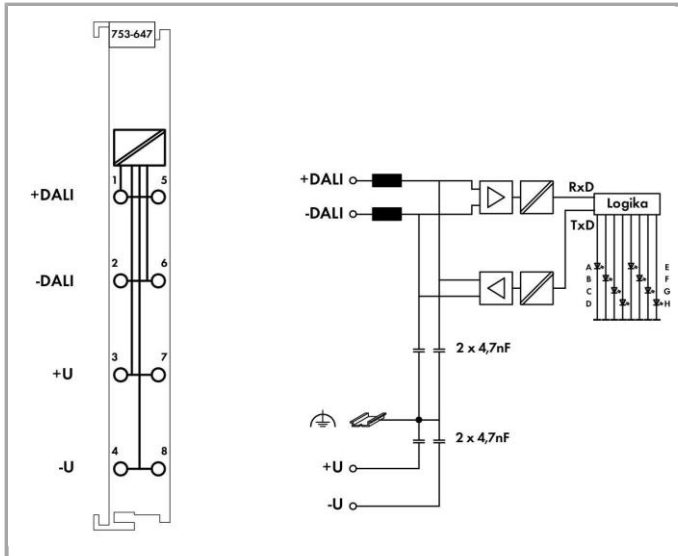 753-647
1 5
+DALI
2 6
-DALI
3 7
+U
4 8
-U
+DALI
-DALI
RxD
Logika
TxD
A E
B F
C G
D H
2 x 4,7nF
2 x 4,7nF
+U
-U